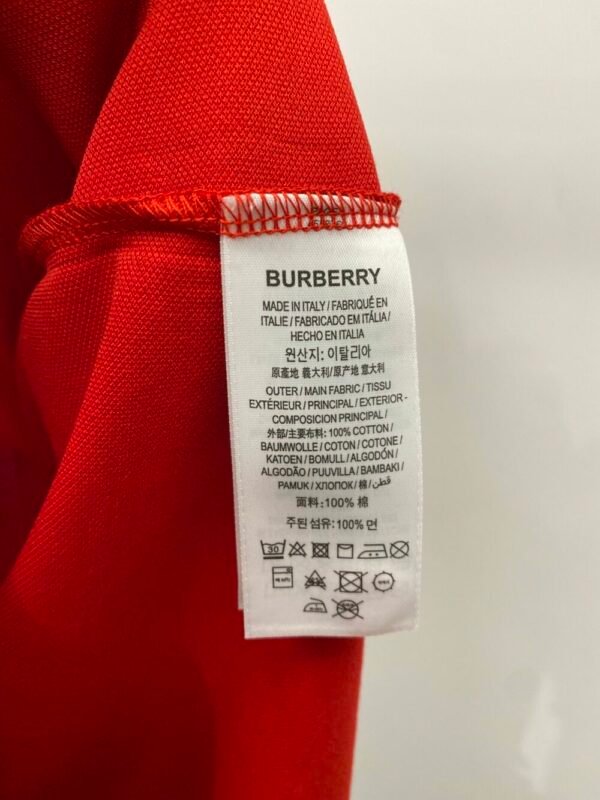 BURBERRY
MADE IN ITALY / FABRIQUÉ EN
ITALIE / FABRICADO EM ITÁLIA /
HECHO EN ITALIA
원산지: 이탈리아
原產地 義大利/原产地 意大利
OUTER / MAIN FABRIC / TISSU
EXTÉRIEUR / PRINCIPAL / EXTERIOR -
COMPOSICION PRINCIPAL /
外部/主要布料: 100% COTTON /
BAUMWOLLE / COTON / COTONE /
KATOEN / BOMULL / ALGODÓN /
ALGODÃO / PUUVILLA / BAMBAKI /
PAMUK / ХЛОПОК / 棉 / قطن
面料: 100% 棉
주된 섬유: 100% 면
30